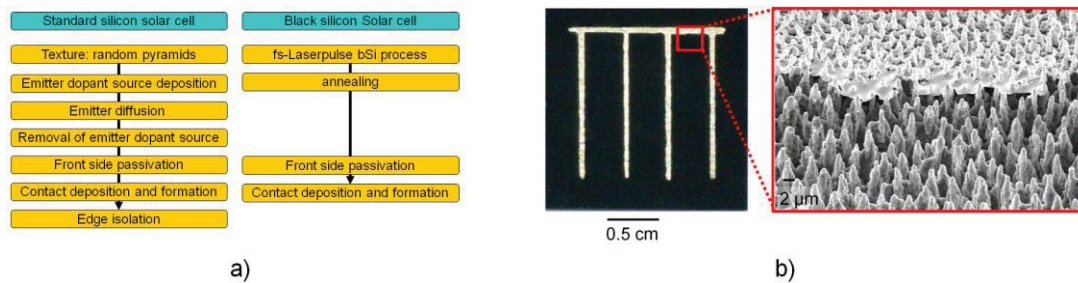 Standard silicon solar cell
Texture: random pyramids
Emitter dopant source deposition
Emitter diffusion
Removal of emitter dopant source
Front side passivation
Contact deposition and formation
Edge isolation
Black silicon Solar cell
fs-Laserpulse bSi process
annealing
Front side passivation
Contact deposition and formation
a)
0.5 cm
2 µm
b)